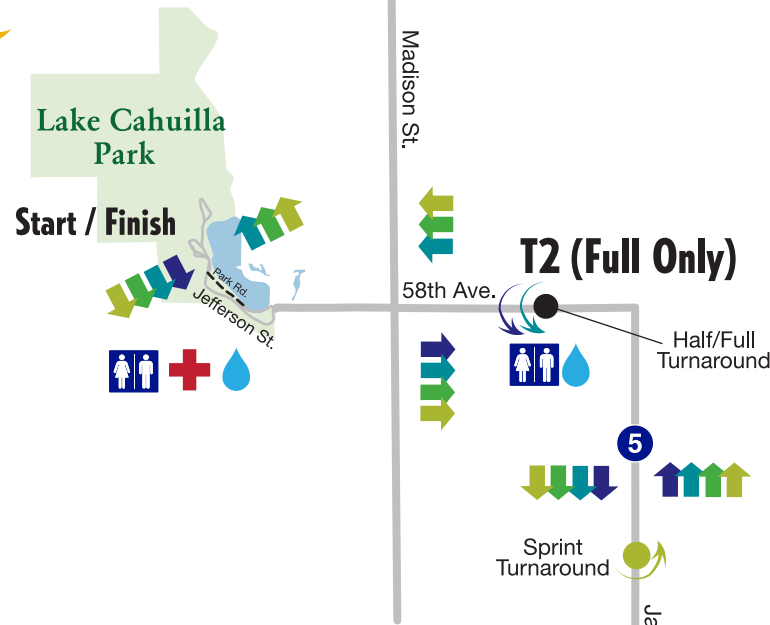 Madison St.
Lake Cahuilla
Park
Start / Finish
T2 (Full Only)
Park Rd.
58th Ave.
Jefferson St.
Half/Full
Turnaround
5
Sprint
Turnaround
Ja